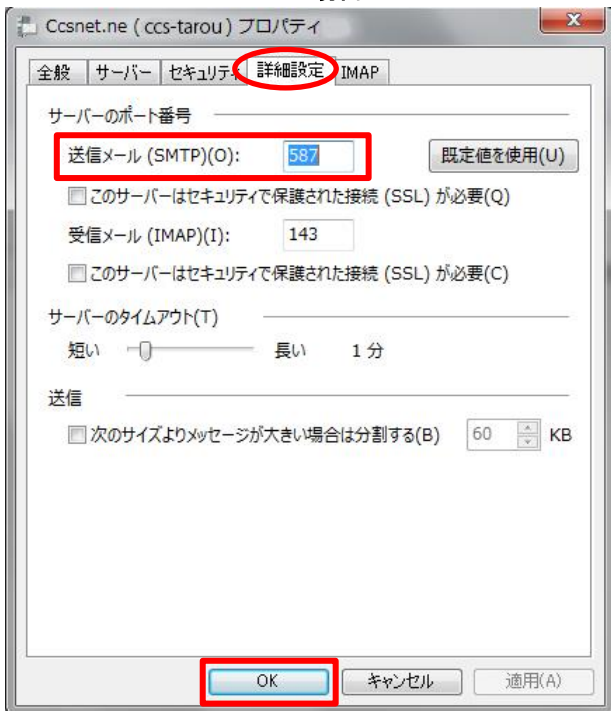 Ccsnet.ne ( ccs-tarou ) プロパティ
全般 サーバー セキュリティ 詳細設定 IMAP
サーバーのポート番号
送信メール (SMTP)(O): 587 既定値を使用(U)
このサーバーはセキュリティで保護された接続 (SSL) が必要(Q)
受信メール (IMAP)(I): 143
このサーバーはセキュリティで保護された接続 (SSL) が必要(C)
サーバーのタイムアウト(T)
短い 長い 1 分
送信
次のサイズよりメッセージが大きい場合は分割する(B) 60 KB
OK キャンセル 適用(A)